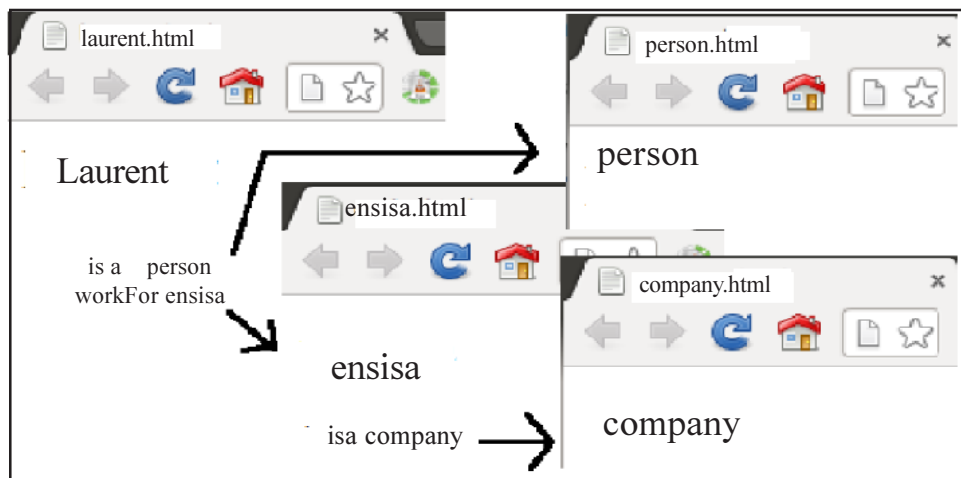 laurent.html
Laurent
is a person
workFor ensisa
person.html
person
ensisa.html
ensisa
isa company
company.html
company